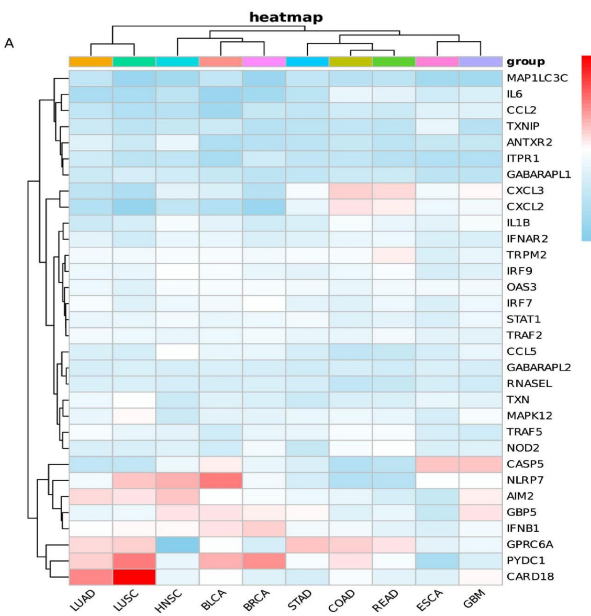 heatmap
A
group
MAP1LC3C
IL6
CCL2
TXNIP
ANTXR2
ITPR1
GABARAPL1
CXCL3
CXCL2
IL1B
IFNAR2
TRPM2
IRF9
OAS3
IRF7
STAT1
TRAF2
CCL5
GABARAPL2
RNASEL
TXN
MAPK12
TRAF5
NOD2
CASP5
NLRP7
AIM2
GBP5
IFNB1
GPRC6A
PYDC1
CARD18
LUAD LUSC HNSC BLCA BRCA STAD COAD READ ESCA GBM